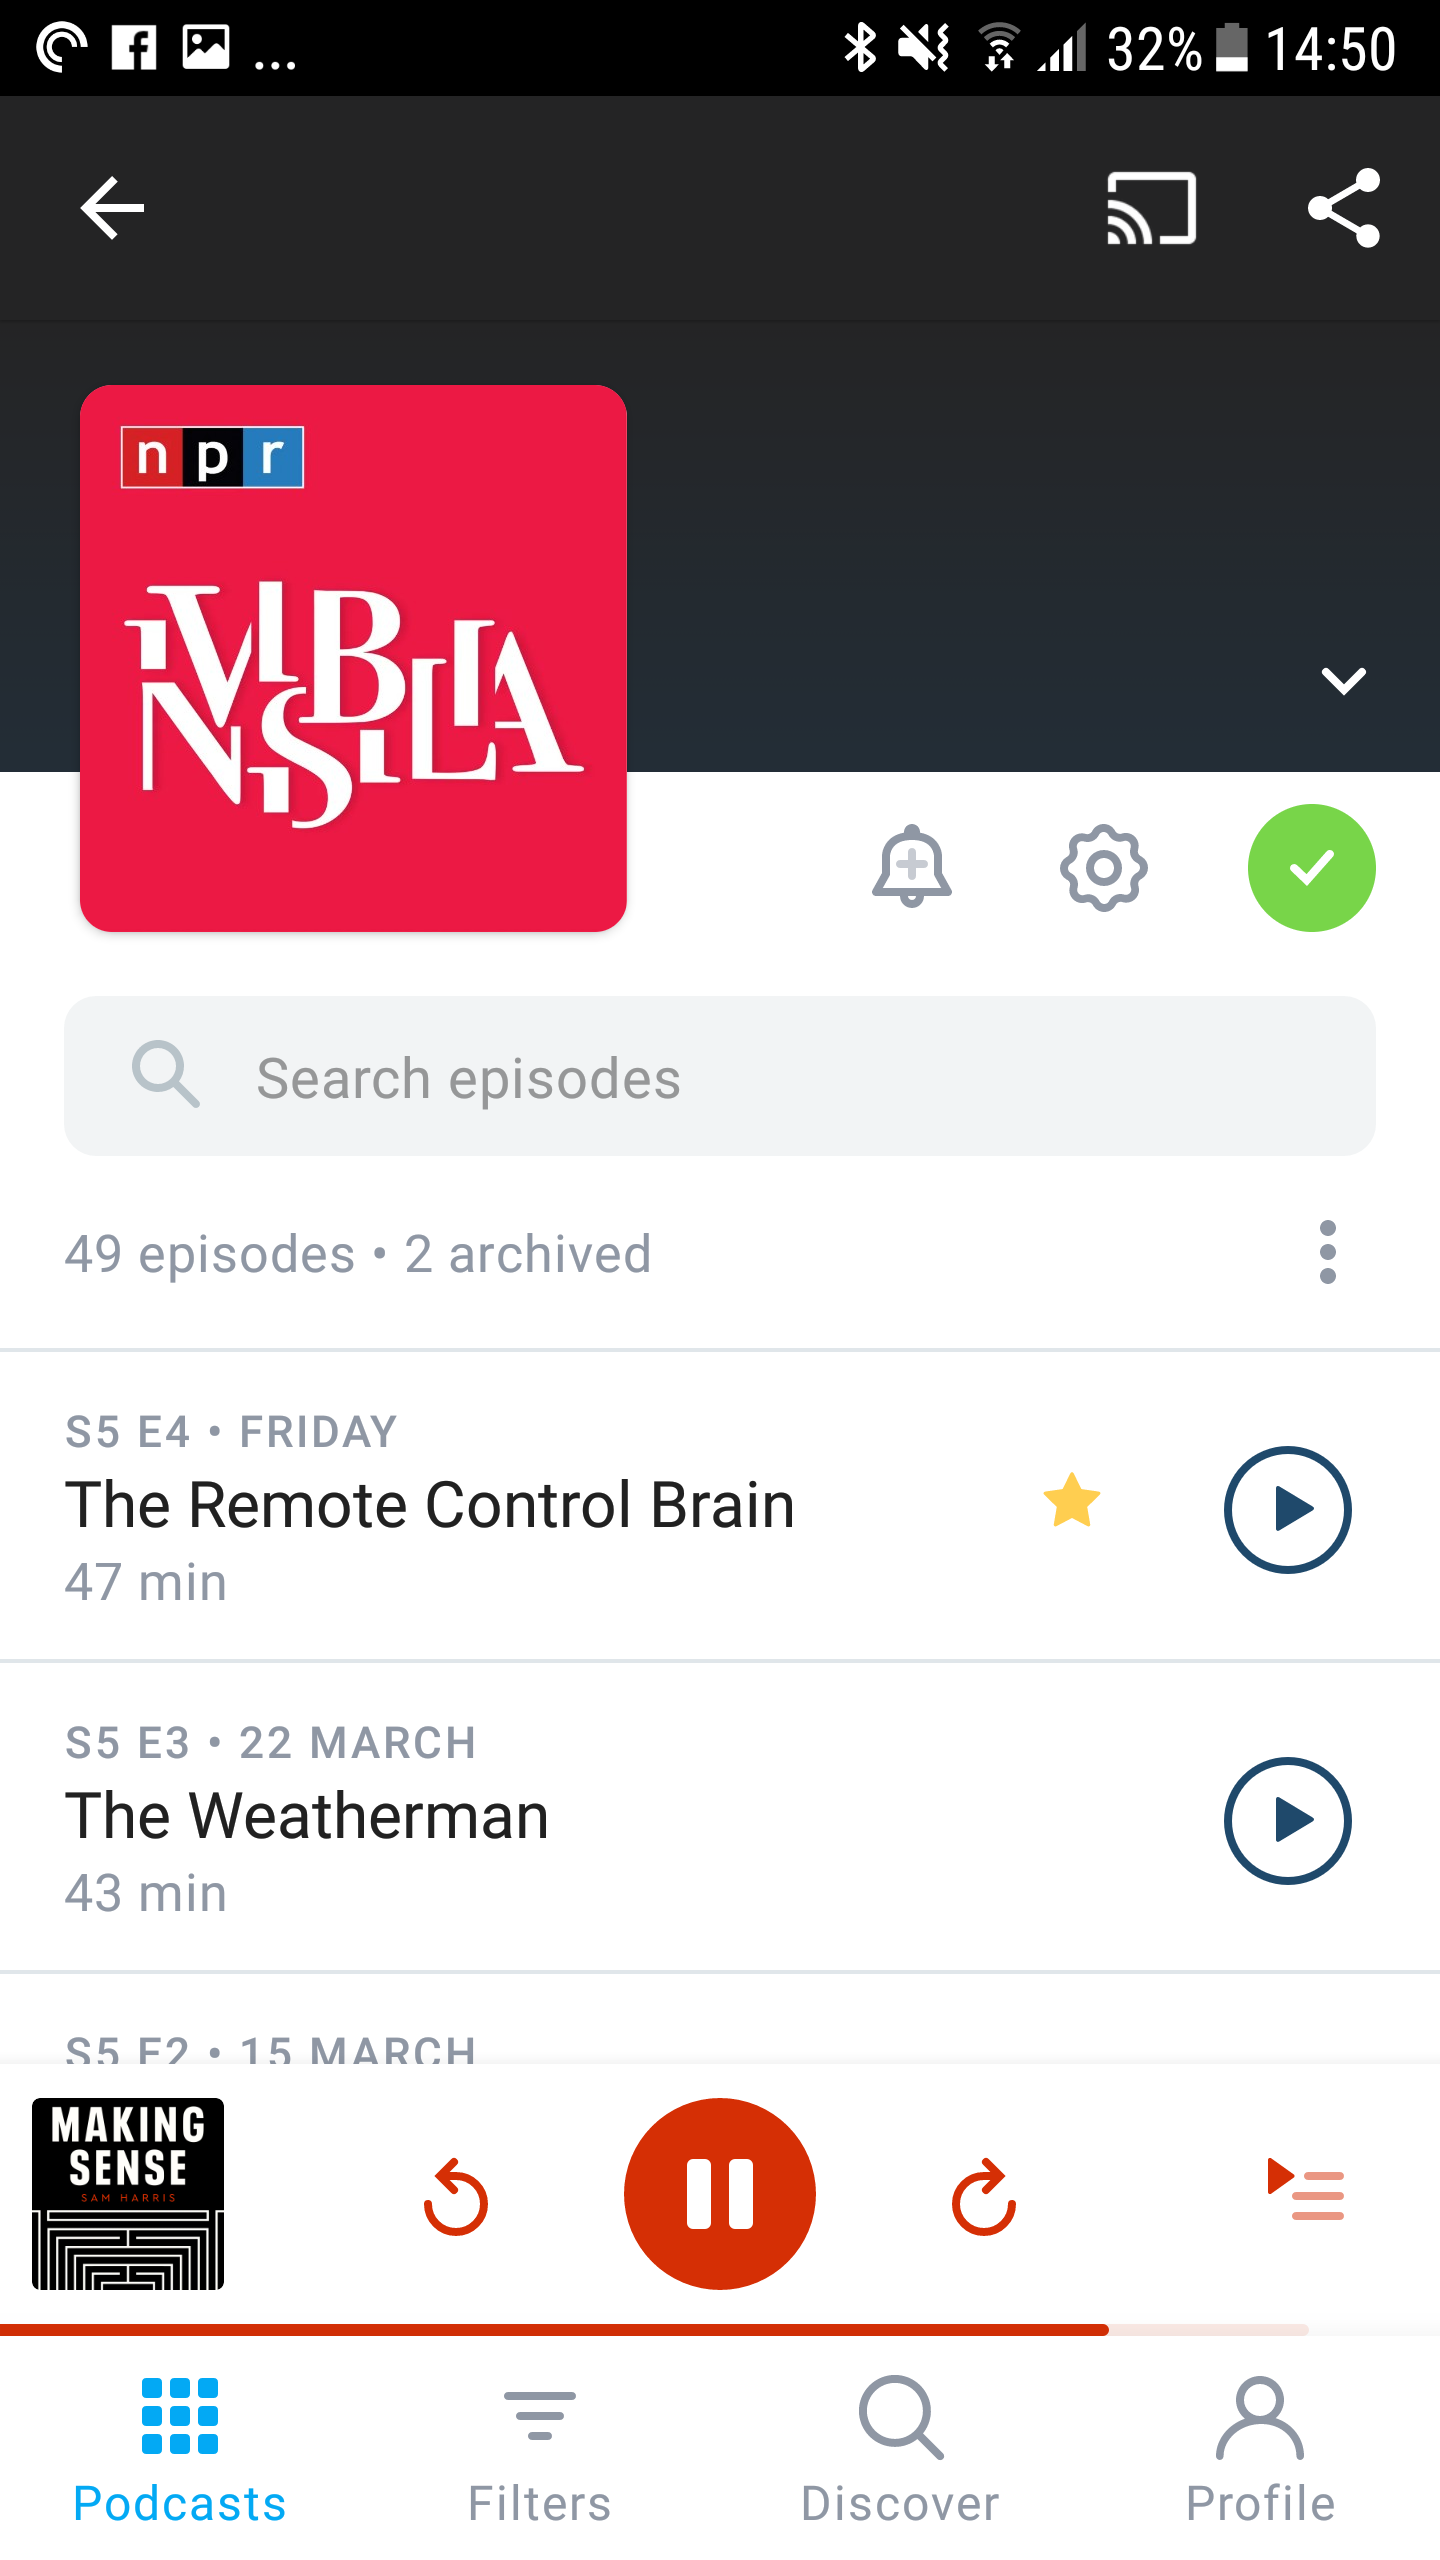 ...
32% 14:50
npr
INVISIBILIA
Search episodes
49 episodes • 2 archived
S5 E4 • FRIDAY
The Remote Control Brain
47 min
S5 E3 • 22 MARCH
The Weatherman
43 min
S5 E2 • 15 MARCH
MAKING
SENSE
SAM HARRIS
Podcasts
Filters
Discover
Profile